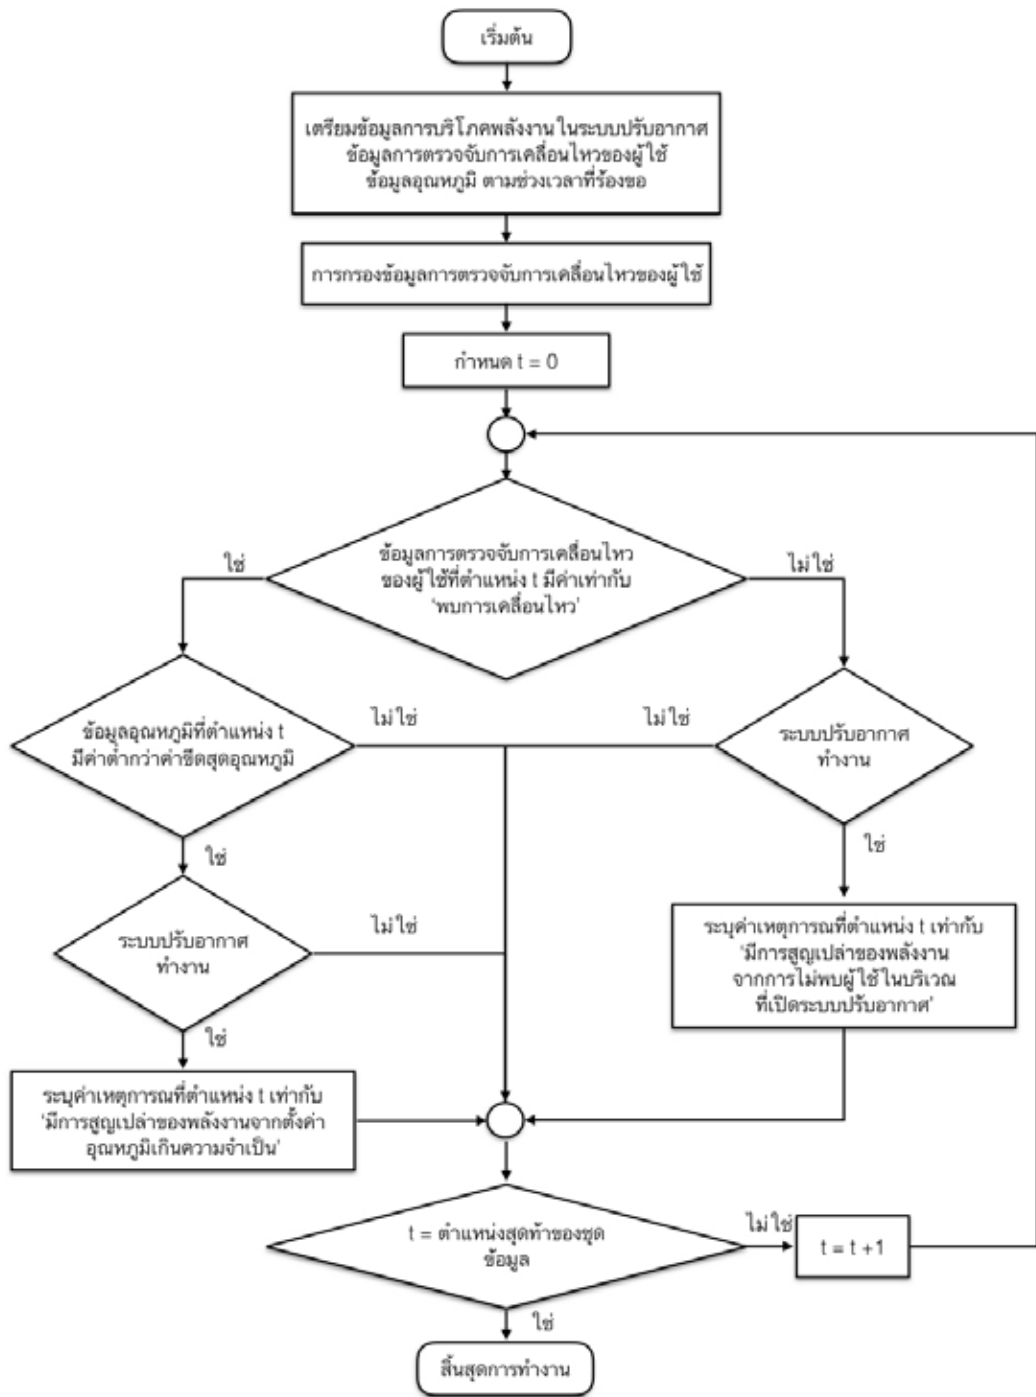 เริ่มต้น
เตรียมข้อมูลการบริโภคพลังงานในระบบปรับอากาศ
ข้อมูลการตรวจจับการเคลื่อนไหวของผู้ใช้
ข้อมูลอุณหภูมิ ตามช่วงเวลาที่ร้องขอ
การกรองข้อมูลการตรวจจับการเคลื่อนไหวของผู้ใช้
กำหนด t = 0
ข้อมูลการตรวจจับการเคลื่อนไหว
ของผู้ใช้ที่ตำแหน่ง t มีค่าเท่ากับ
‘พบการเคลื่อนไหว’
ใช่
ไม่ใช่
ข้อมูลอุณหภูมิที่ตำแหน่ง t
มีค่าต่ำกว่าค่าขีดสุดอุณหภูมิ
ไม่ใช่
ไม่ใช่
ระบบปรับอากาศ
ทำงาน
ใช่
ใช่
ระบบปรับอากาศ
ทำงาน
ไม่ใช่
ระบุค่าเหตุการณที่ตำแหน่ง t เท่ากับ
‘มีการสูญเปล่าของพลังงาน
จากการไม่พบผู้ใช้ในบริเวณ
ที่เปิดระบบปรับอากาศ’
ใช่
ระบุค่าเหตุการณที่ตำแหน่ง t เท่ากับ
‘มีการสูญเปล่าของพลังงานจากตั้งค่า
อุณหภูมิเกินความจำเป็น’
t = ตำแหน่งสุดท้าของชุด
ข้อมูล
ไม่ใช่
t = t +1
ใช่
สิ้นสุดการทำงาน